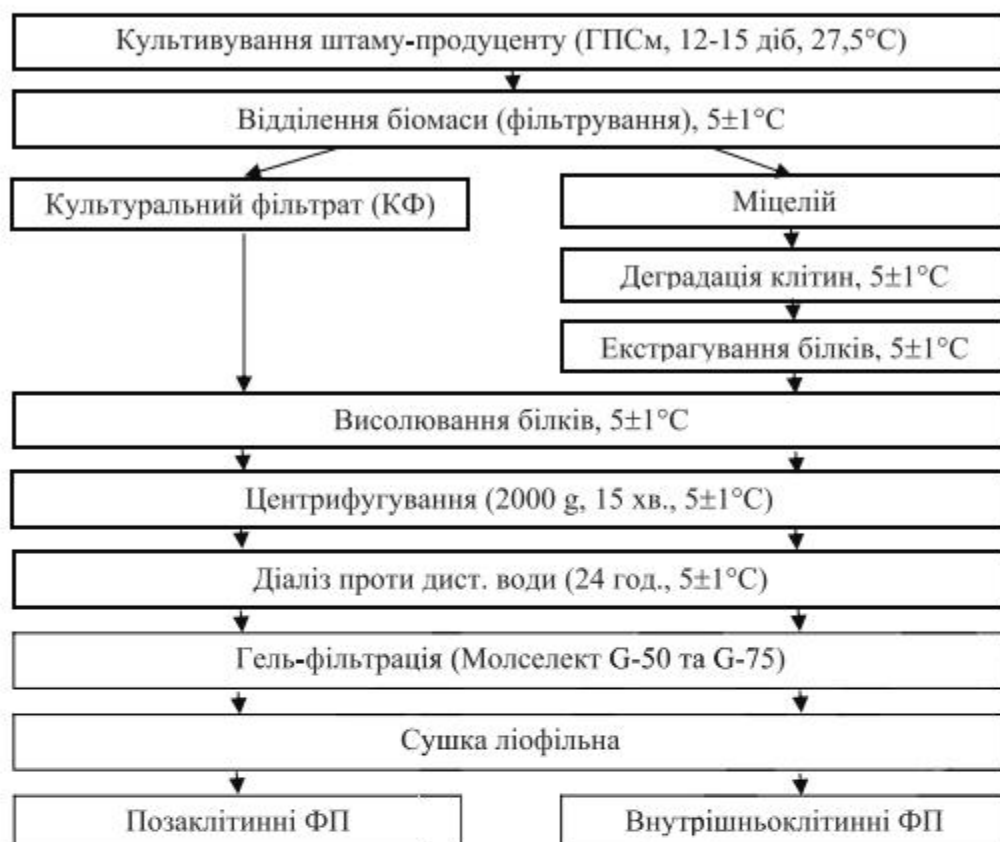 Культивування штаму-продуценту (ГПСм, 12-15 діб, 27,5°С)
Відділення біомаси (фільтрування), 5±1°С
Культуральний фільтрат (КФ)
Міцелій
Деградація клітин, 5±1°С
Екстрагування білків, 5±1°С
Висолювання білків, 5±1°С
Центрифугування (2000 g, 15 хв., 5±1°С)
Діаліз проти дист. води (24 год., 5±1°С)
Гель-фільтрація (Молселект G-50 та G-75)
Сушка ліофільна
Позаклітинні ФП
Внутрішньоклітинні ФП